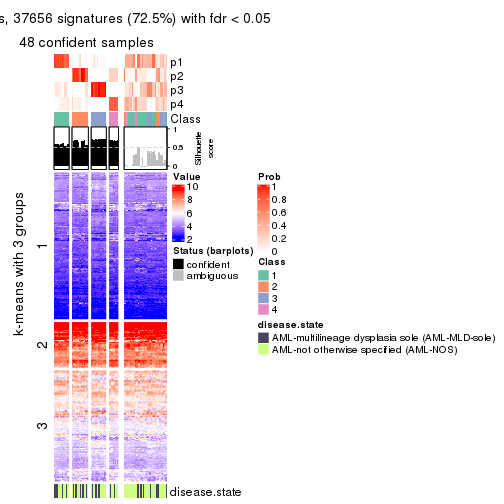 s, 37656 signatures (72.5%) with fdr < 0.05
48 confident samples
p1
p2
p3
p4
Class
1
0.5
0
Silhouette
score
k-means with 3 groups
1
2
3
Value
10
8
6
4
2
Status (barplots)
confident
ambiguous
Prob
1
0.8
0.6
0.4
0.2
0
Class
1
2
3
4
disease.state
AML-multilineage dysplasia sole (AML-MLD-sole)
AML-not otherwise specified (AML-NOS)
disease.state